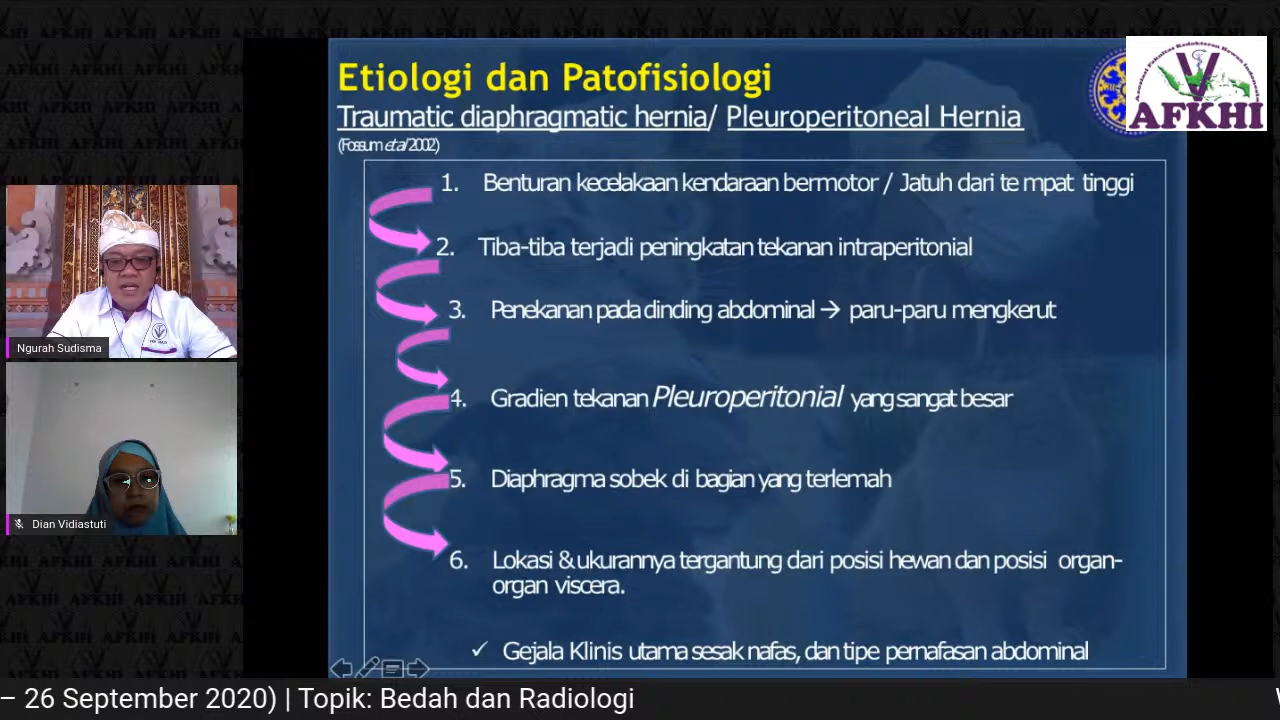 Etiologi dan Patofisiologi
Traumatic diaphragmatic hernia/ Pleuroperitoneal Hernia
(Fossum et al 2002)
1. Benturan kecelakaan kendaraan bermotor / Jatuh dari te mpat tinggi
2. Tiba-tiba terjadi peningkatan tekanan intraperitonial
3. Penekanan pada dinding abdominal → paru-paru mengkerut
4. Gradien tekanan Pleuroperitonial yang sangat besar
5. Diaphragma sobek di bagian yang terlemah
6. Lokasi & ukurannya tergantung dari posisi hewan dan posisi organ-
organ viscera.
✓ Gejala Klinis utama sesak nafas, dan tipe pernafasan abdominal
AFKHI
Ngurah Sudisma
Dian Vidiastuti
– 26 September 2020) | Topik: Bedah dan Radiologi